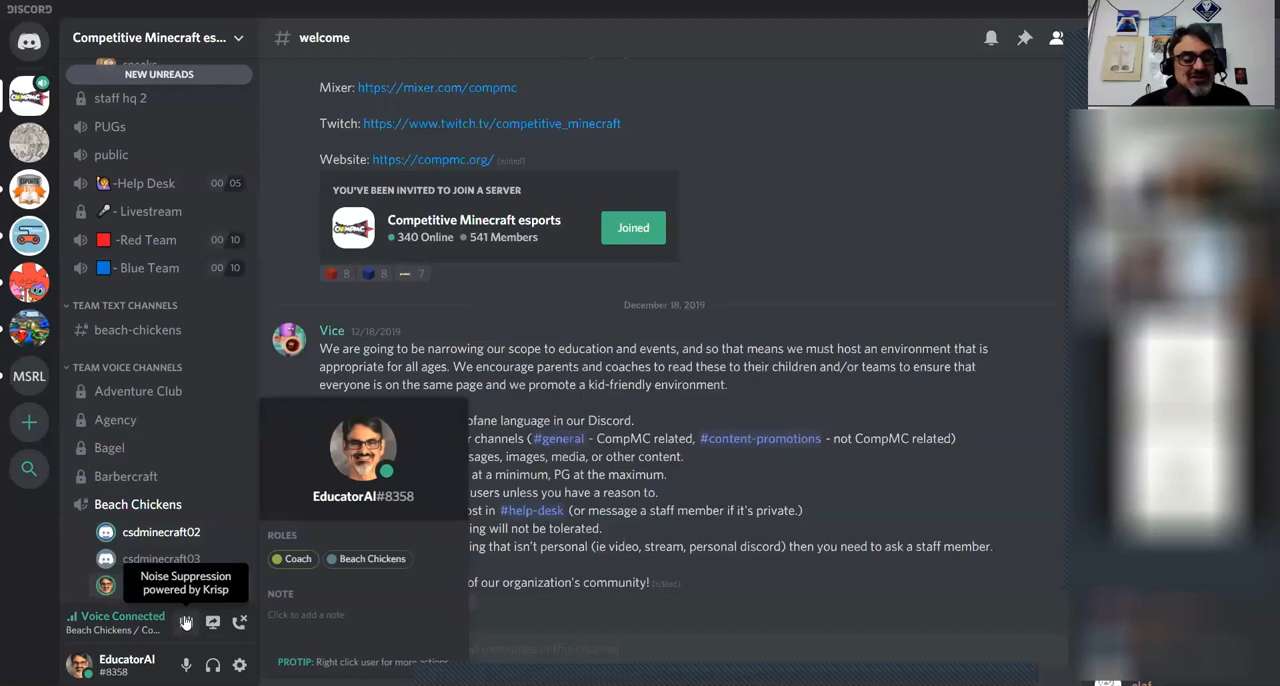 DISCORD
Competitive Minecraft es...
# welcome
NEW UNREADS
staff hq 2
PUGs
public
-Help Desk 00 05
- Livestream
-Red Team 00 10
- Blue Team 00 10
TEAM TEXT CHANNELS
beach-chickens
TEAM VOICE CHANNELS
Adventure Club
Agency
Bagel
Barbercraft
Beach Chickens
csdminecraft02
csdminecraft03
Noise Suppression
powered by Krisp
Voice Connected
Beach Chickens / Co...
EducatorAl
#8358
MSRL
Mixer: https://mixer.com/compmc
Twitch: https://www.twitch.tv/competitive_minecraft
Website: https://compmc.org/ (edited)
YOU'VE BEEN INVITED TO JOIN A SERVER
COMPMC
Competitive Minecraft esports
340 Online 541 Members
Joined
8 8 7
December 18, 2019
Vice 12/18/2019
We are going to be narrowing our scope to education and events, and so that means we must host an environment that is
appropriate for all ages. We encourage parents and coaches to read these to their children and/or teams to ensure that
everyone is on the same page and we promote a kid-friendly environment.
ofane language in our Discord.
r channels ( #general - CompMC related, #content-promotions - not CompMC related)
sages, images, media, or other content.
at a minimum, PG at the maximum.
users unless you have a reason to.
ost in #help-desk (or message a staff member if it's private.)
ing will not be tolerated.
ing that isn't personal (ie video, stream, personal discord) then you need to ask a staff member.
of our organization's community! (edited)
EducatorAl#8358
ROLES
Coach Beach Chickens
NOTE
Click to add a note
PROTIP: Right click user for more actions